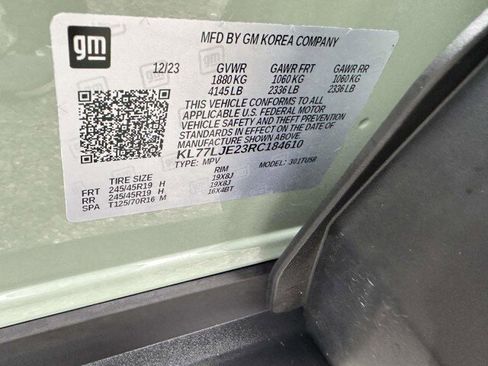 gm
MFD BY GM KOREA COMPANY
12/23 GVWR GAWR FRT GAWR RR
1880 KG 1060 KG 1060 KG
4145 LB 2336 LB 2336 LB
THIS VEHICLE CONFORMS TO ALL
APPLICABLE U.S. FEDERAL MOTOR
VEHICLE SAFETY AND THEFT PREVENTION
STANDARDS IN EFFECT ON THE DATE OF
MANUFACTURE SHOWN ABOVE.
KL77LJE23RC184610
TYPE: MPV MODEL: 301TU58
TIRE SIZE RIM
FRT 245/45R19 H 19X8J
RR 245/45R19 H 19X8J
SPA T125/70R16 M 16X4BT